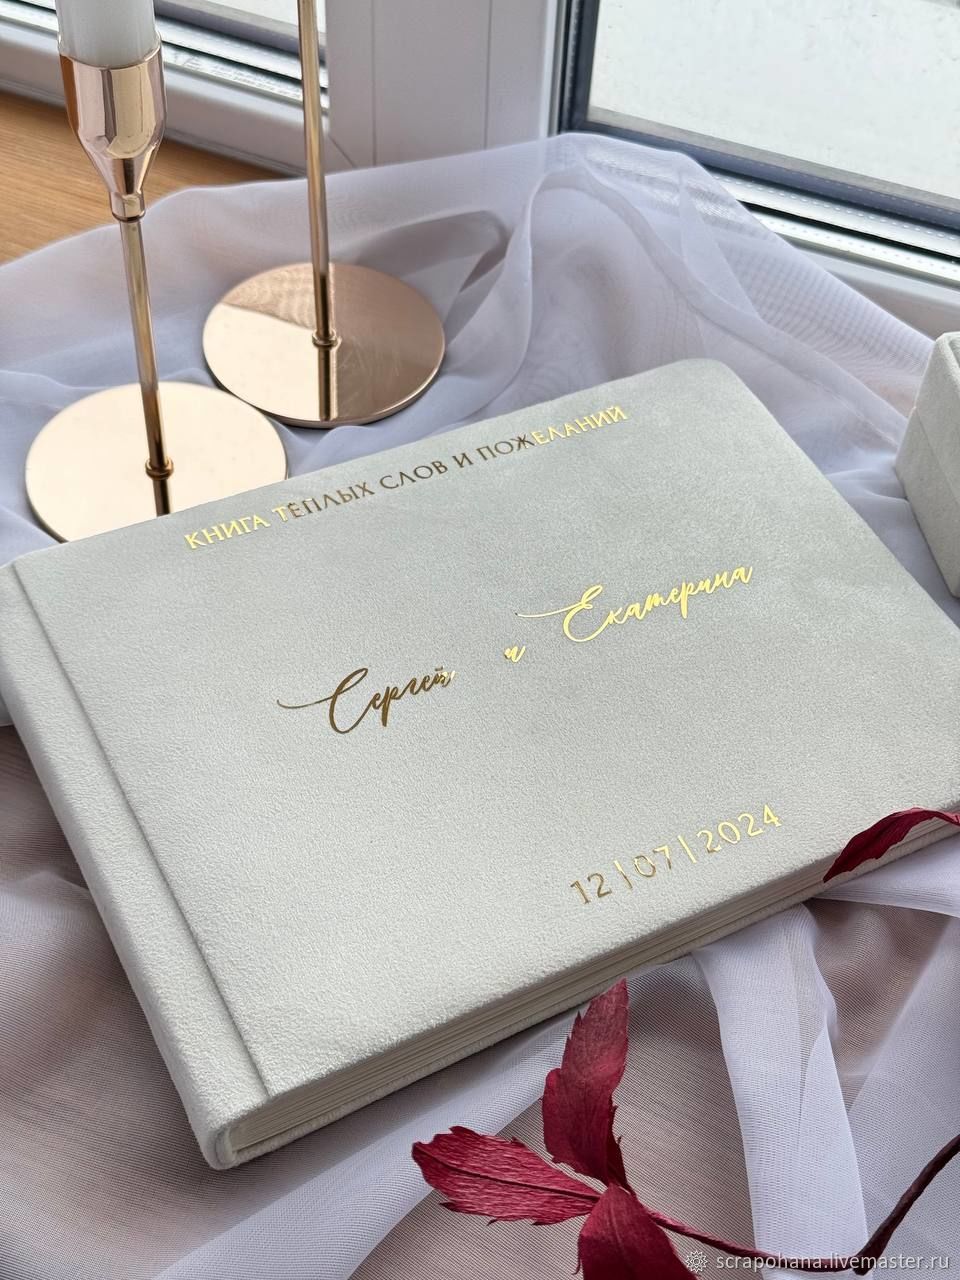 КНИГА ТЁПЛЫХ СЛОВ И ПОЖЕЛАНИЙ
Сергей и Екатерина
12|07|2024
scrapohana.livemaster.ru